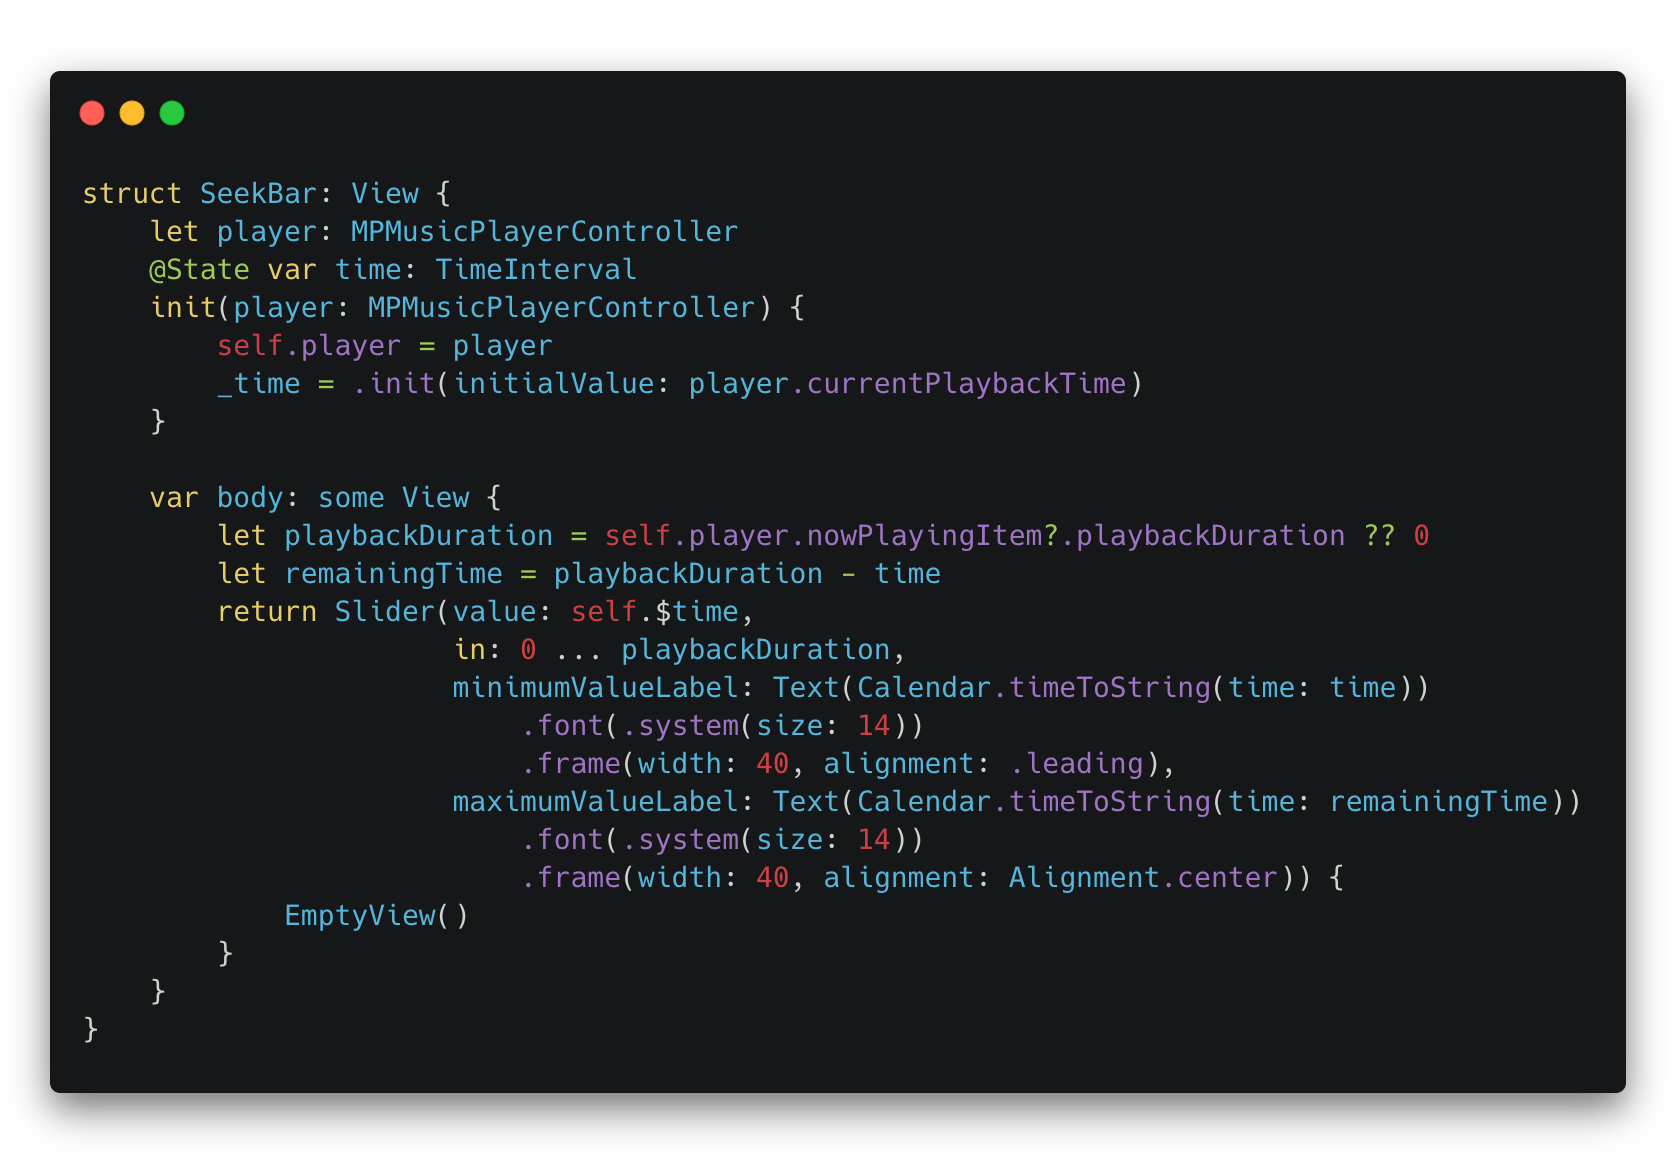 struct SeekBar: View {
    let player: MPMusicPlayerController
    @State var time: TimeInterval
    init(player: MPMusicPlayerController) {
        self.player = player
        _time = .init(initialValue: player.currentPlaybackTime)
    }

    var body: some View {
        let playbackDuration = self.player.nowPlayingItem?.playbackDuration ?? 0
        let remainingTime = playbackDuration - time
        return Slider(value: self.$time,
                      in: 0 ... playbackDuration,
                      minimumValueLabel: Text(Calendar.timeToString(time: time))
                          .font(.system(size: 14))
                          .frame(width: 40, alignment: .leading),
                      maximumValueLabel: Text(Calendar.timeToString(time: remainingTime))
                          .font(.system(size: 14))
                          .frame(width: 40, alignment: Alignment.center)) {
            EmptyView()
        }
    }
}